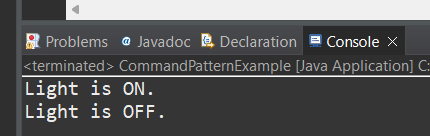 Problems @ Javadoc Declaration Console
<terminated> CommandPatternExample [Java Application] C:
Light is ON.
Light is OFF.